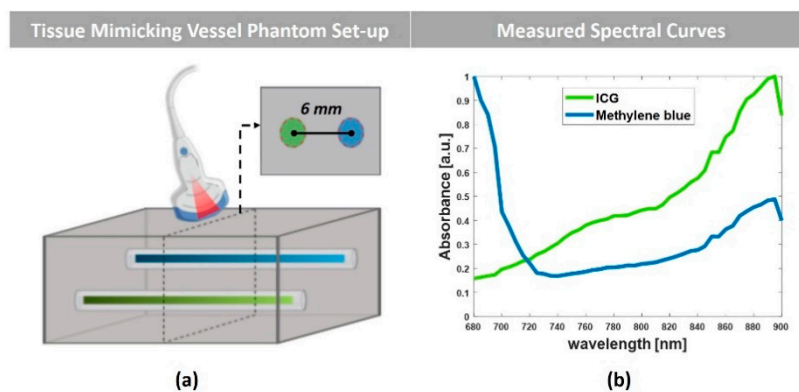 Tissue Mimicking Vessel Phantom Set-up
Measured Spectral Curves
6 mm
ICG
Methylene blue
Absorbance [a.u.]
1
0.9
0.8
0.7
0.6
0.5
0.4
0.3
0.2
0.1
0
680 700 720 740 760 780 800 820 840 860 880 900
wavelength [nm]
(a)
(b)